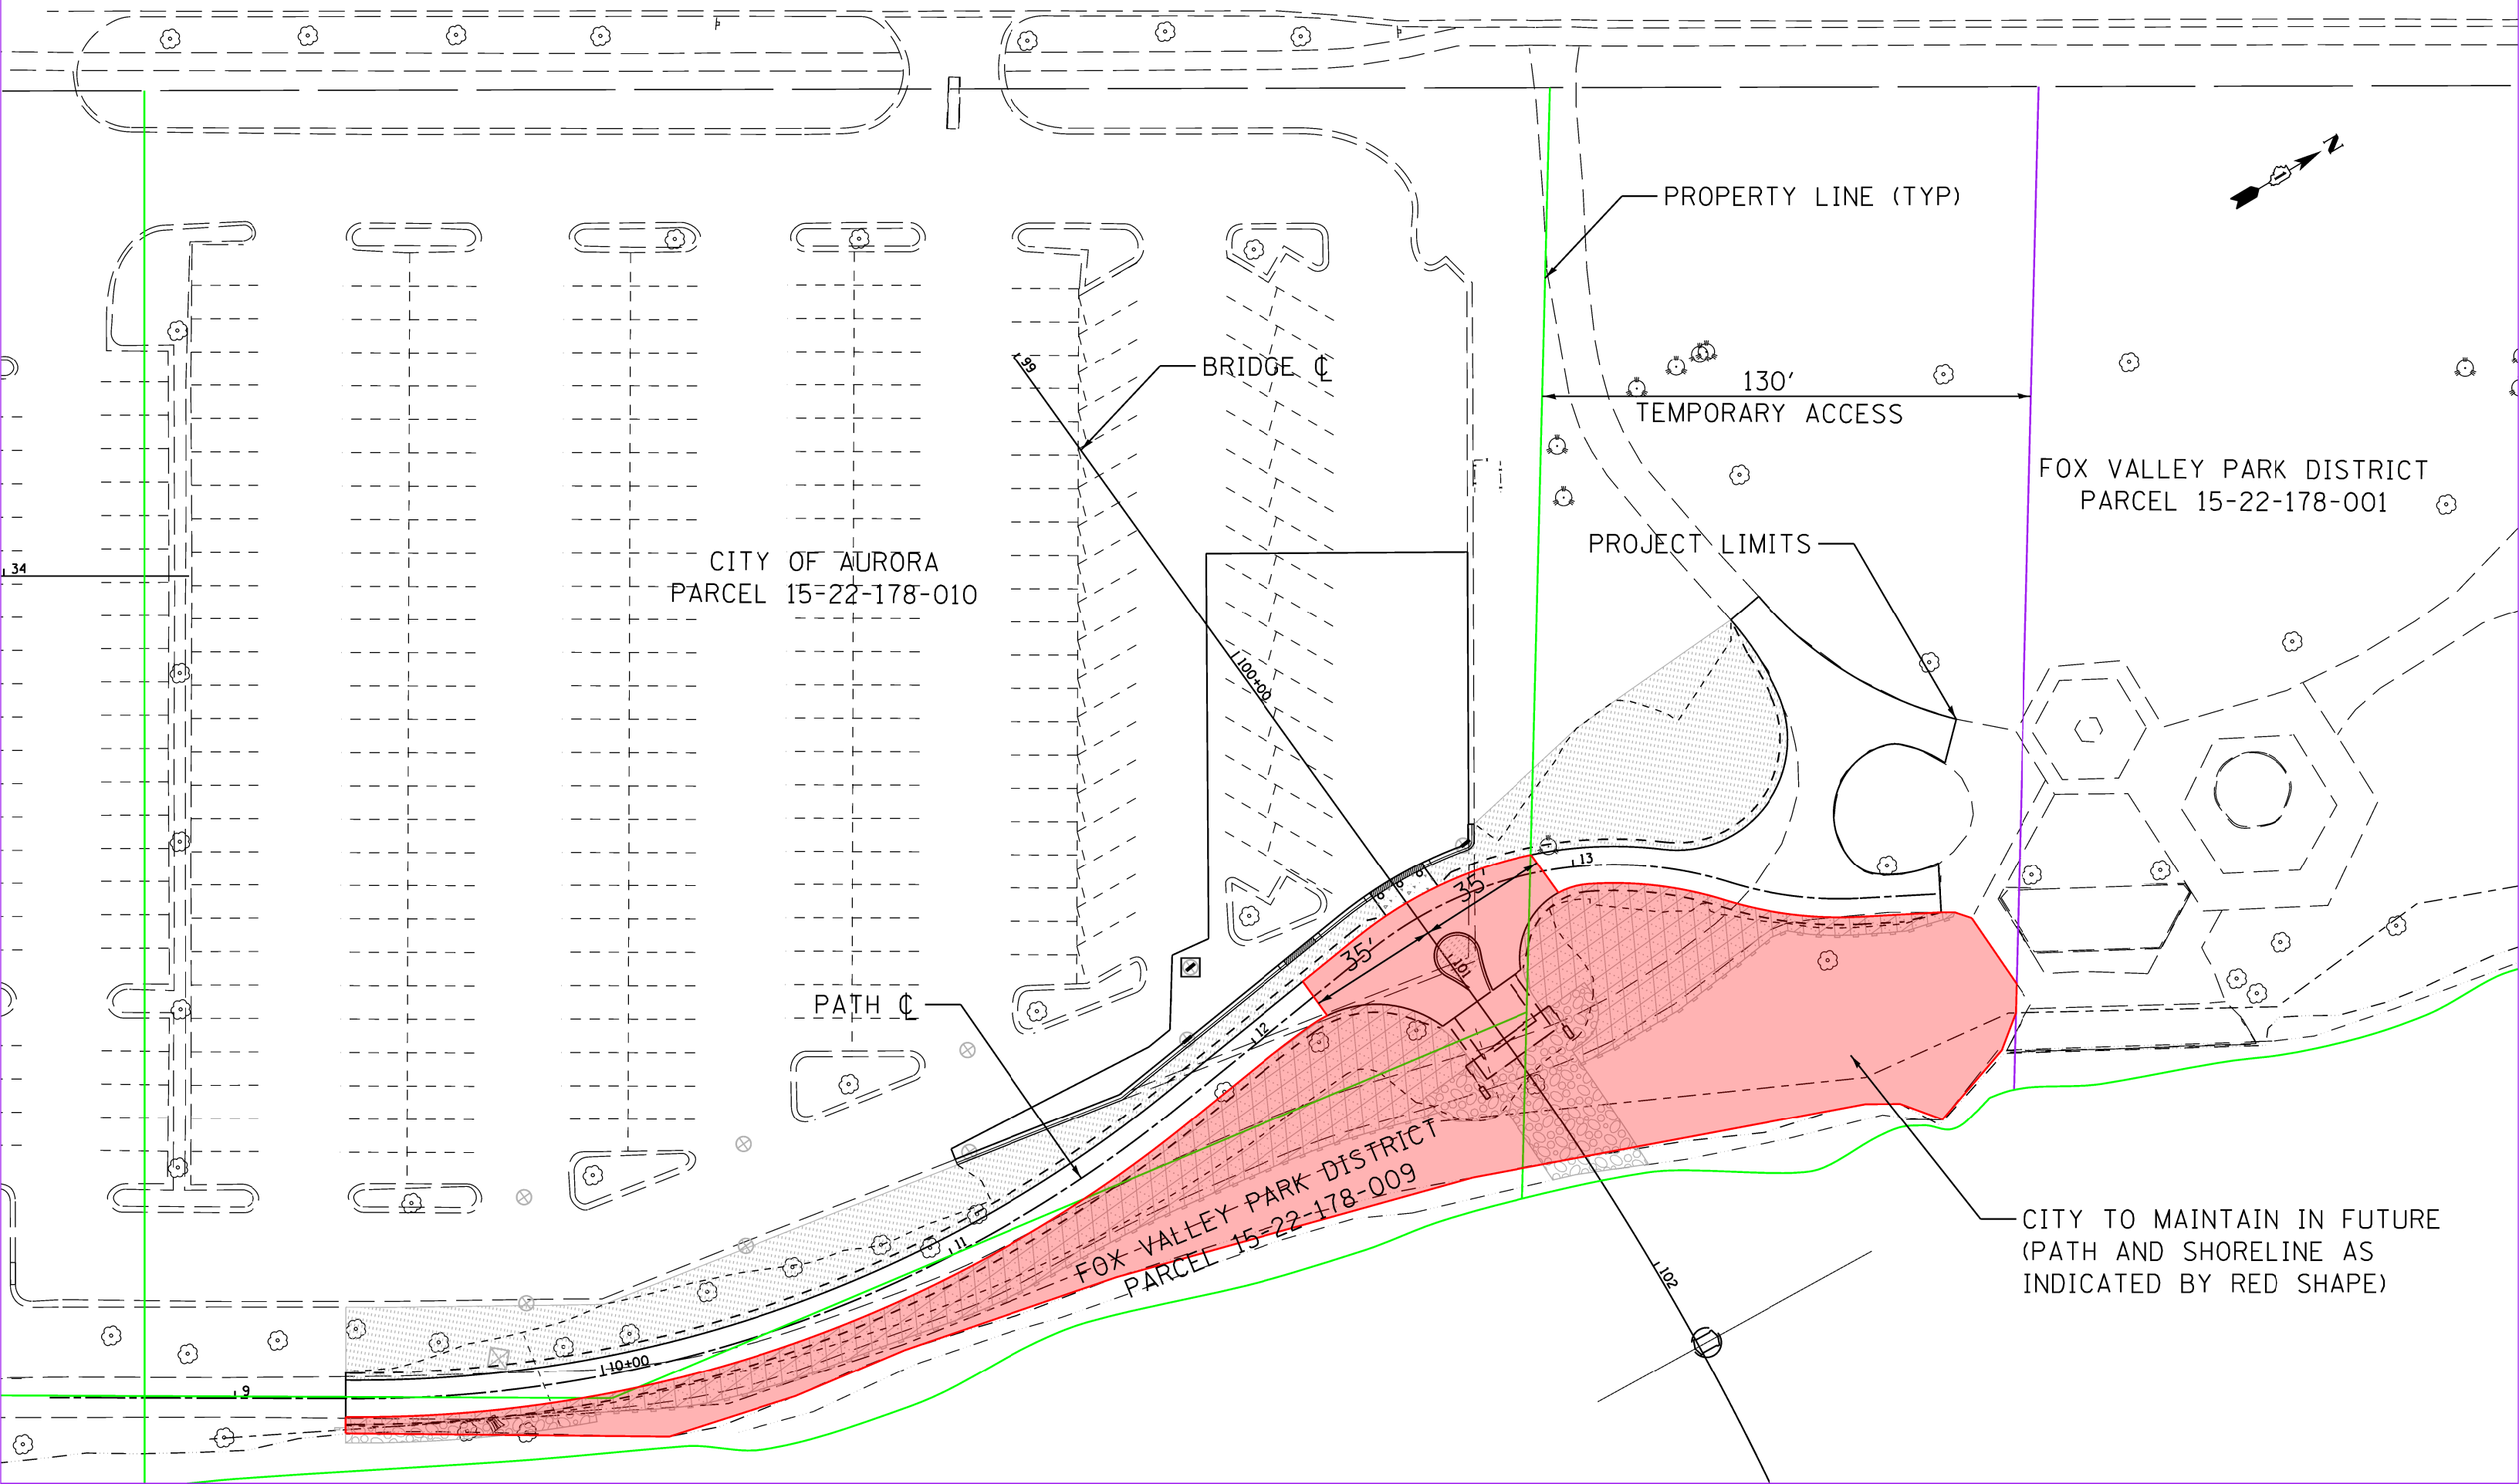 N
PROPERTY LINE (TYP)
99
BRIDGE ℄
130'
TEMPORARY ACCESS
FOX VALLEY PARK DISTRICT
PARCEL 15-22-178-001
PROJECT LIMITS
34
CITY OF AURORA
PARCEL 15-22-178-010
100+00
13
35'
35'
101
PATH ℄
12
FOX VALLEY PARK DISTRICT
PARCEL 15-22-178-009
11
CITY TO MAINTAIN IN FUTURE
(PATH AND SHORELINE AS
INDICATED BY RED SHAPE)
102
10+00
9